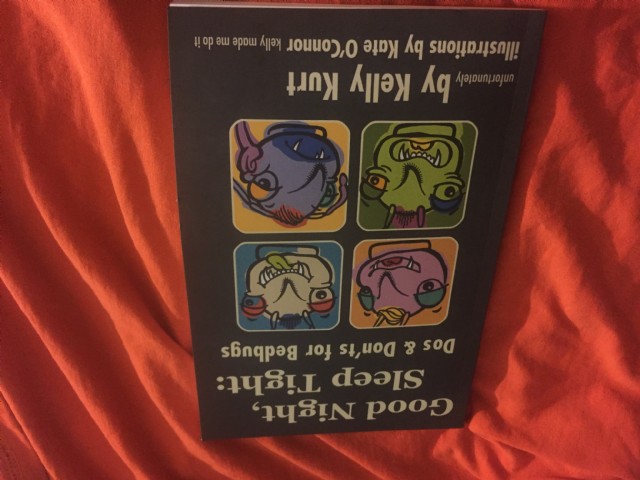 Good Night,
Sleep Tight:
Dos & Don'ts for Bedbugs
unfortunately by Kelly Kurt
illustrations by Kate O'Connor kelly made me do it